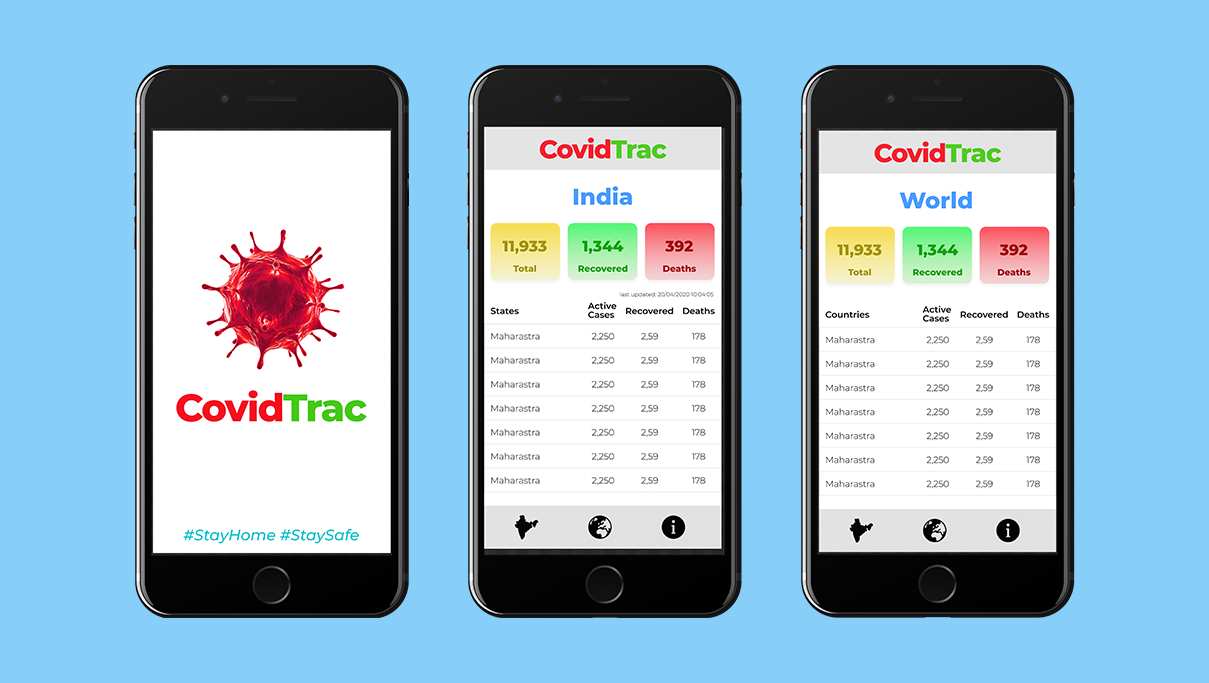 CovidTrac
#StayHome #StaySafe
CovidTrac
India
11,933 1,344 392
Total Recovered Deaths
last updated: 20/04/2020 10:04:05
States Active Cases Recovered Deaths
Maharastra 2,250 2,59 178
Maharastra 2,250 2,59 178
Maharastra 2,250 2,59 178
Maharastra 2,250 2,59 178
Maharastra 2,250 2,59 178
Maharastra 2,250 2,59 178
Maharastra 2,250 2,59 178
CovidTrac
World
11,933 1,344 392
Total Recovered Deaths
Countries Active Cases Recovered Deaths
Maharastra 2,250 2,59 178
Maharastra 2,250 2,59 178
Maharastra 2,250 2,59 178
Maharastra 2,250 2,59 178
Maharastra 2,250 2,59 178
Maharastra 2,250 2,59 178
Maharastra 2,250 2,59 178